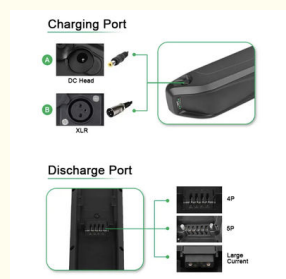 Charging Port
A
DC Head
B
XLR
Discharge Port
4P
5P
Large
Current